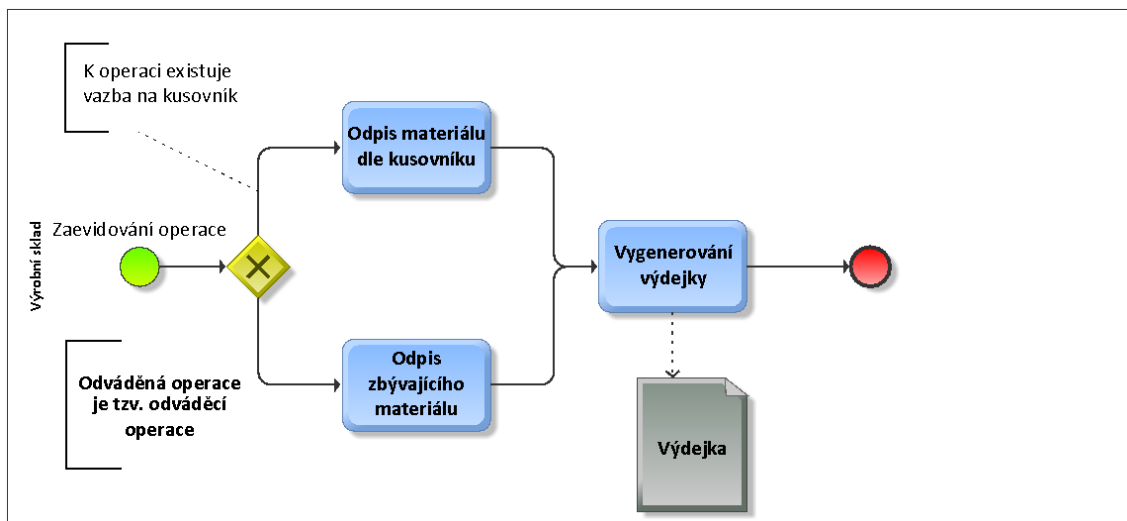 K operaci existuje
vazba na kusovník
Odpis materiálu
dle kusovníku
Výrobní sklad
Zaevidování operace
Vygenerování
výdejky
Odváděná operace
je tzv. odváděcí
operace
Odpis
zbývajícího
materiálu
Výdejka